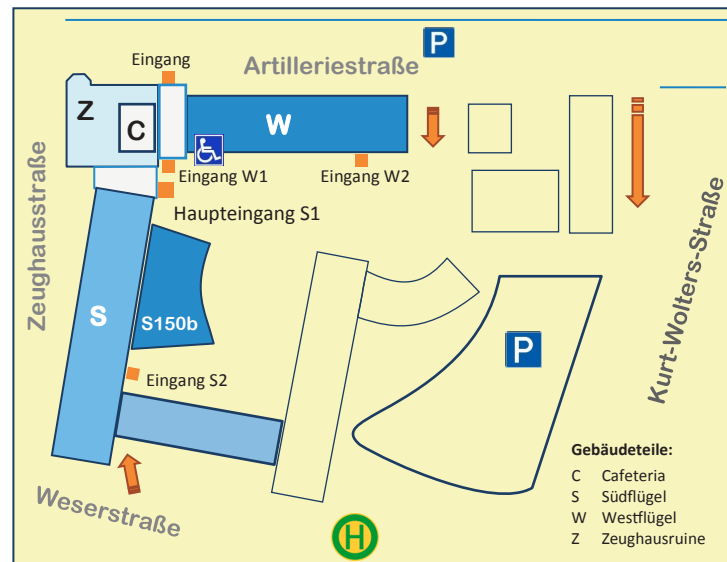 P
Eingang
Artilleriestraße
Z
C
W
Eingang W1
Eingang W2
Haupteingang S1
Zeughausstraße
S
S150b
Kurt-Wolters-Straße
P
Eingang S2
Weserstraße
H
Gebäudeteile:
C Cafeteria
S Südflügel
W Westflügel
Z Zeughausruine